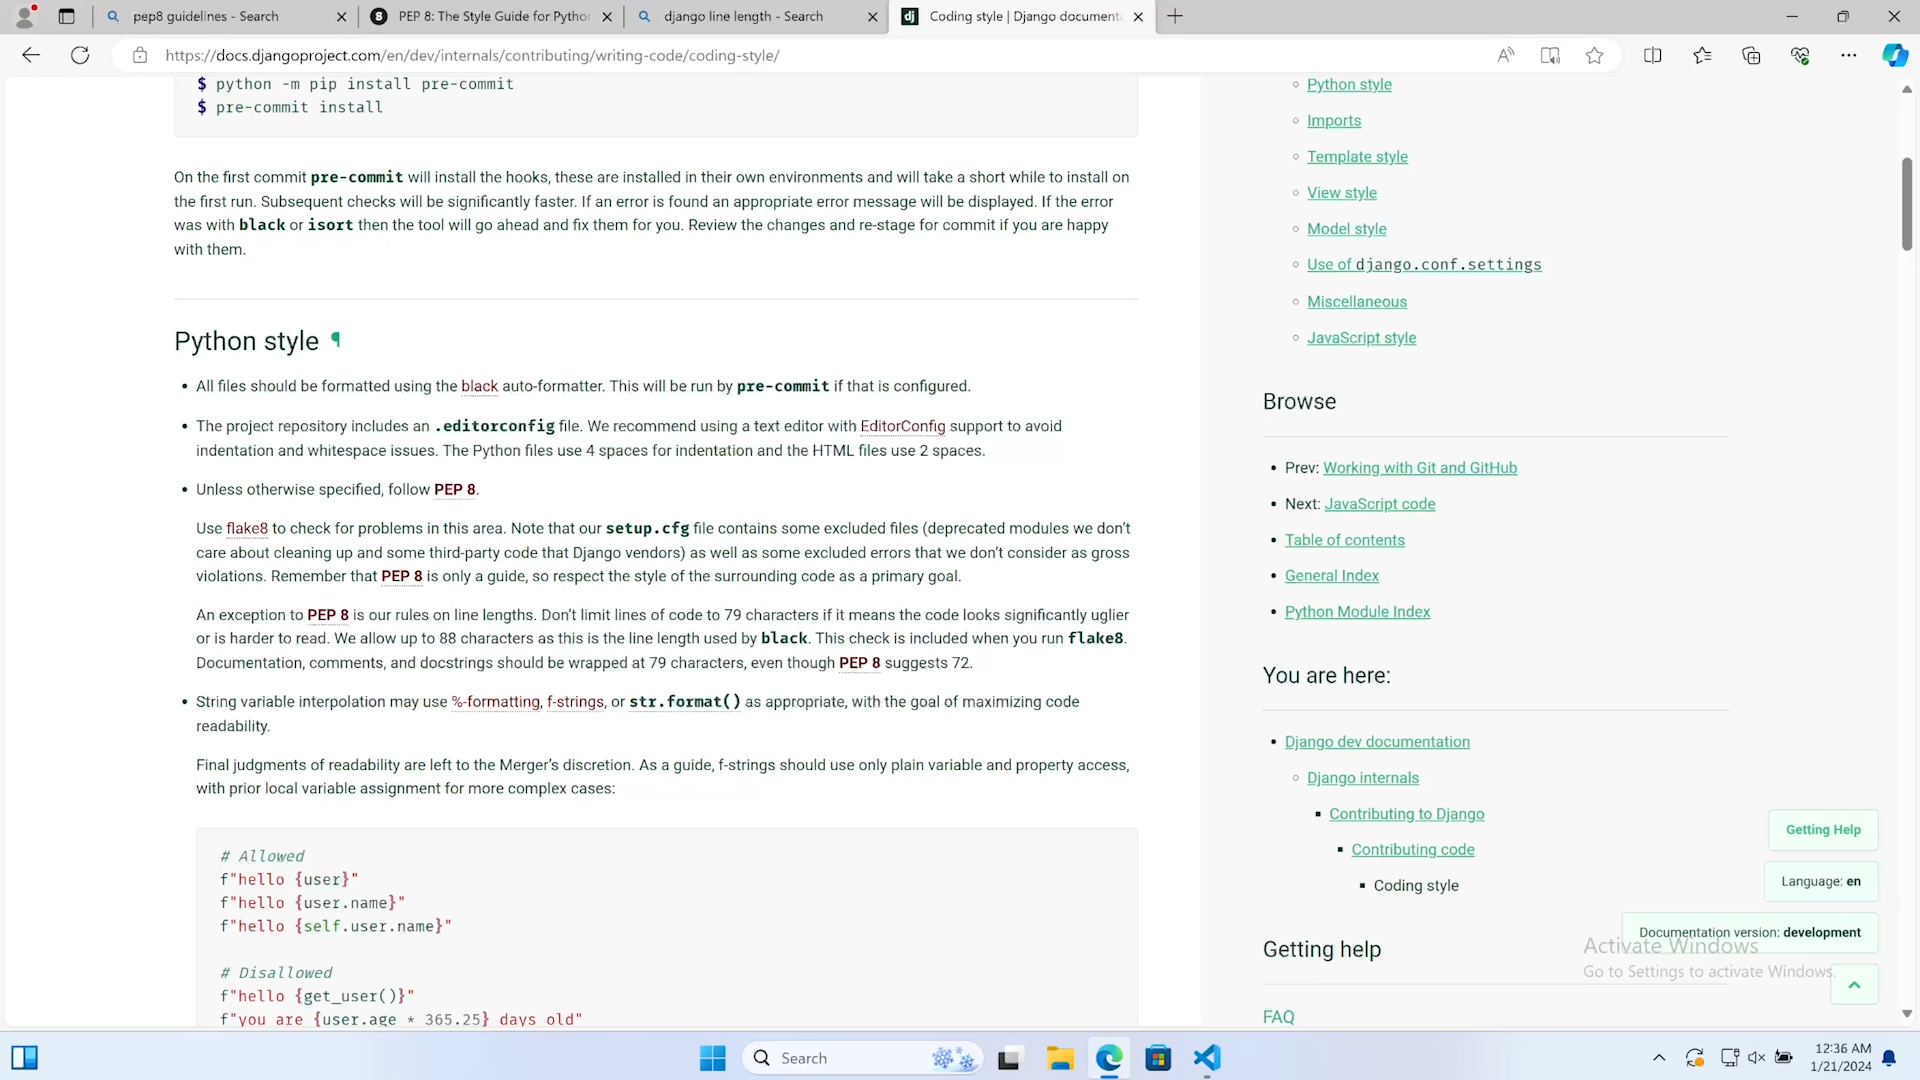 pep8 guidelines - Search
PEP 8: The Style Guide for Python
django line length - Search
Coding style | Django documenta
https://docs.djangoproject.com/en/dev/internals/contributing/writing-code/coding-style/
$ python -m pip install pre-commit
$ pre-commit install
On the first commit pre-commit will install the hooks, these are installed in their own environments and will take a short while to install on
the first run. Subsequent checks will be significantly faster. If an error is found an appropriate error message will be displayed. If the error
was with black or isort then the tool will go ahead and fix them for you. Review the changes and re-stage for commit if you are happy
with them.
Python style ¶
• All files should be formatted using the black auto-formatter. This will be run by pre-commit if that is configured.
• The project repository includes an .editorconfig file. We recommend using a text editor with EditorConfig support to avoid
indentation and whitespace issues. The Python files use 4 spaces for indentation and the HTML files use 2 spaces.
• Unless otherwise specified, follow PEP 8.
Use flake8 to check for problems in this area. Note that our setup.cfg file contains some excluded files (deprecated modules we don’t
care about cleaning up and some third-party code that Django vendors) as well as some excluded errors that we don’t consider as gross
violations. Remember that PEP 8 is only a guide, so respect the style of the surrounding code as a primary goal.
An exception to PEP 8 is our rules on line lengths. Don’t limit lines of code to 79 characters if it means the code looks significantly uglier
or is harder to read. We allow up to 88 characters as this is the line length used by black. This check is included when you run flake8.
Documentation, comments, and docstrings should be wrapped at 79 characters, even though PEP 8 suggests 72.
• String variable interpolation may use %-formatting, f-strings, or str.format() as appropriate, with the goal of maximizing code
readability.
Final judgments of readability are left to the Merger’s discretion. As a guide, f-strings should use only plain variable and property access,
with prior local variable assignment for more complex cases:
# Allowed
f"hello {user}"
f"hello {user.name}"
f"hello {self.user.name}"
# Disallowed
f"hello {get_user()}"
f"you are {user.age * 365.25} days old"
Python style
Imports
Template style
View style
Model style
Use of django.conf.settings
Miscellaneous
JavaScript style
Browse
• Prev: Working with Git and GitHub
• Next: JavaScript code
• Table of contents
• General Index
• Python Module Index
You are here:
• Django dev documentation
Django internals
Contributing to Django
Contributing code
Coding style
Getting help
FAQ
Getting Help
Language: en
Documentation version: development
Activate Windows
Go to Settings to activate Windows.
Search
12:36 AM
1/21/2024